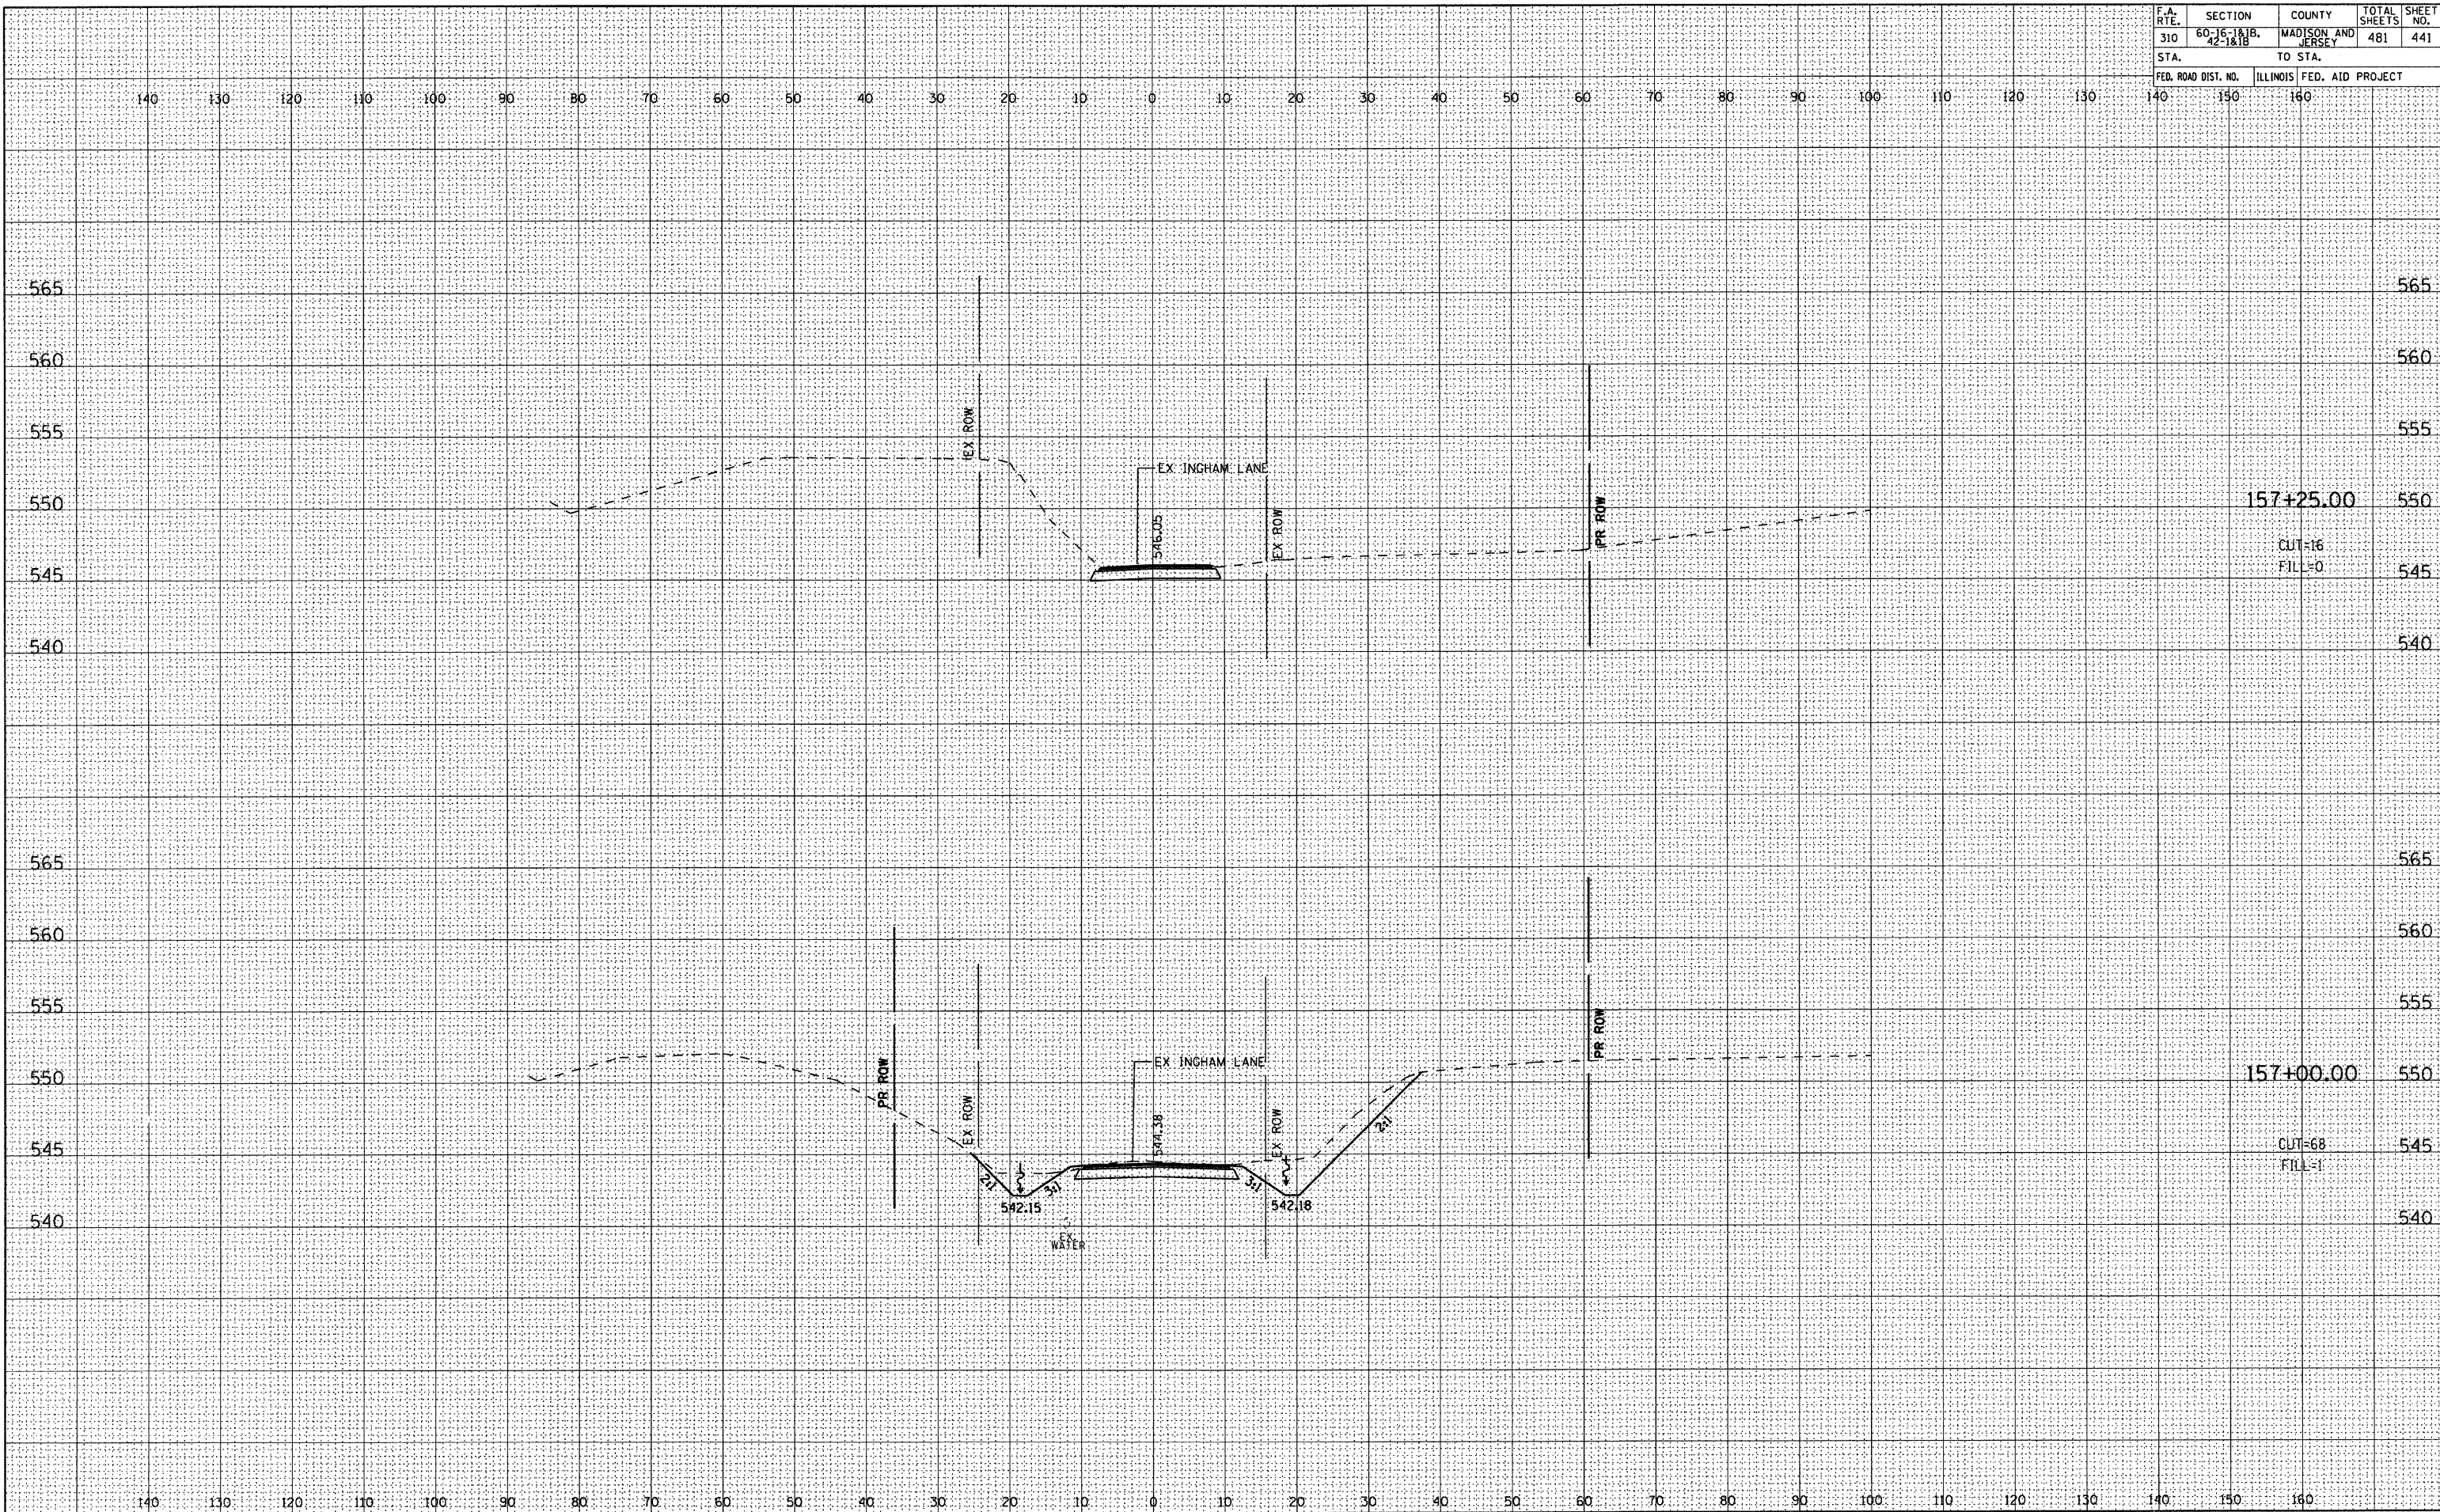 F.A. RTE. SECTION COUNTY TOTAL SHEETS SHEET NO.
310 60-16-1&1B, 42-1&1B MADISON AND JERSEY 481 441
STA. TO STA.
FED. ROAD DIST. NO. ILLINOIS FED. AID PROJECT
140 130 120 110 100 90 80 70 60 50 40 30 20 10 0 10 20 30 40 50 60 70 80 90 100 110 120 130 140 150 160
565 565
560 560
555 555
EX ROW
EX INGHAM LANE
550 550
157+25.00
PR ROW
546.05
EX ROW
CUT=16
FILL=0
545 545
540 540
565 565
560 560
555 555
PR ROW
EX INGHAM LANE
550 550
157+00.00
PR ROW
EX ROW
544.38
EX ROW
2:1
545 545
CUT=68
FILL=1
2:1 3:1 3:1
542.15 542.18
540 540
EX. WATER
140 130 120 110 100 90 80 70 60 50 40 30 20 10 0 10 20 30 40 50 60 70 80 90 100 110 120 130 140 150 160